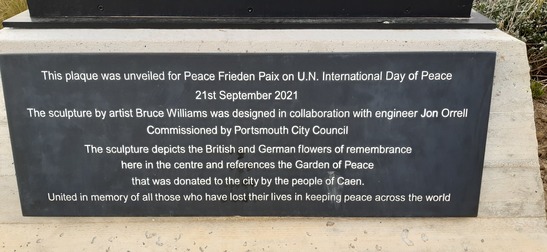 This plaque was unveiled for Peace Frieden Paix on U.N. International Day of Peace
21st September 2021
The sculpture by artist Bruce Williams was designed in collaboration with engineer Jon Orrell
Commissioned by Portsmouth City Council
The sculpture depicts the British and German flowers of remembrance
here in the centre and references the Garden of Peace
that was donated to the city by the people of Caen.
United in memory of all those who have lost their lives in keeping peace across the world